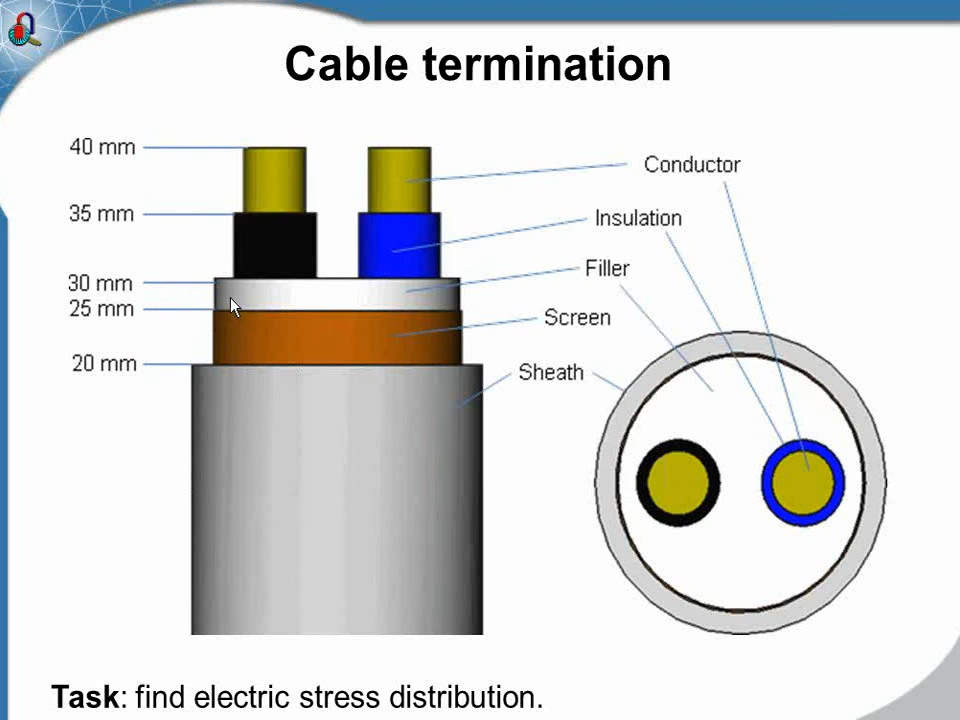 Cable termination
40 mm
Conductor
35 mm
Insulation
Filler
30 mm
25 mm
Screen
20 mm
Sheath
Task: find electric stress distribution.